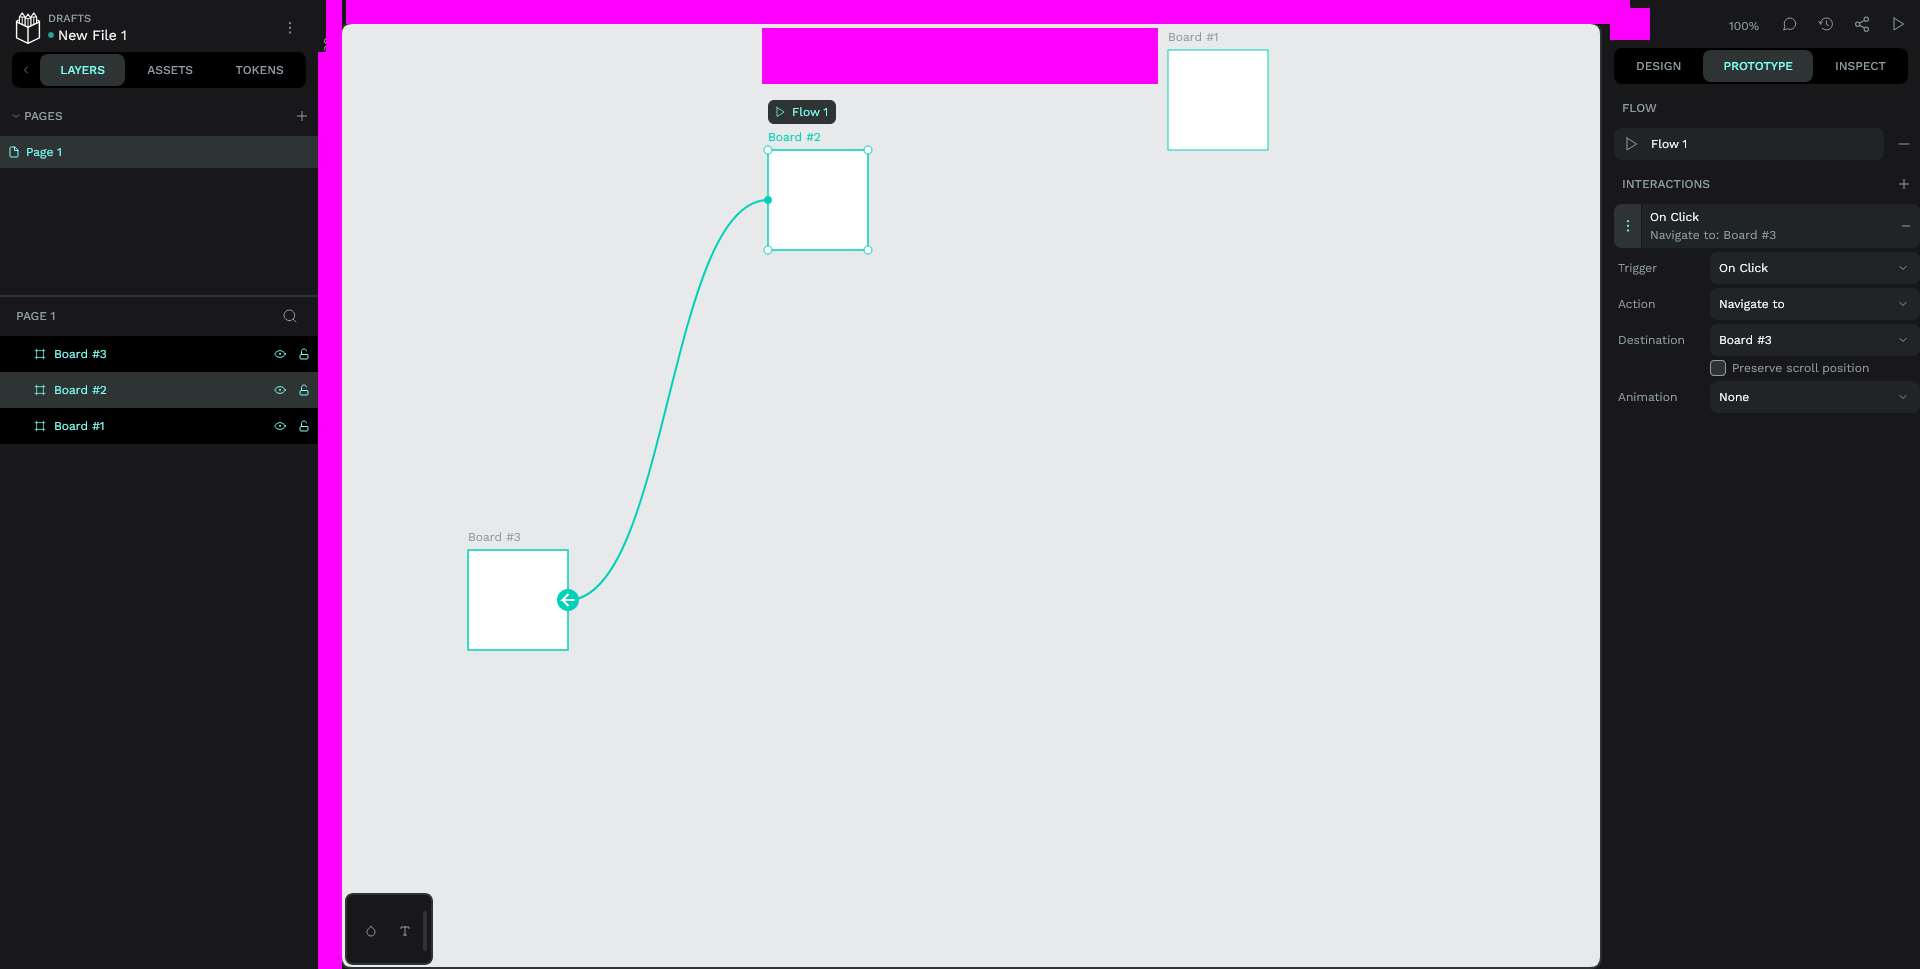 DRAFTS
New File 1
LAYERS
ASSETS
TOKENS
PAGES
Page 1
PAGE 1
Board #3
Board #2
Board #1
Board #1
Flow 1
Board #2
Board #3
T
100%
DESIGN
PROTOTYPE
INSPECT
FLOW
Flow 1
INTERACTIONS
On Click
Navigate to: Board #3
Trigger
On Click
Action
Navigate to
Destination
Board #3
Preserve scroll position
Animation
None